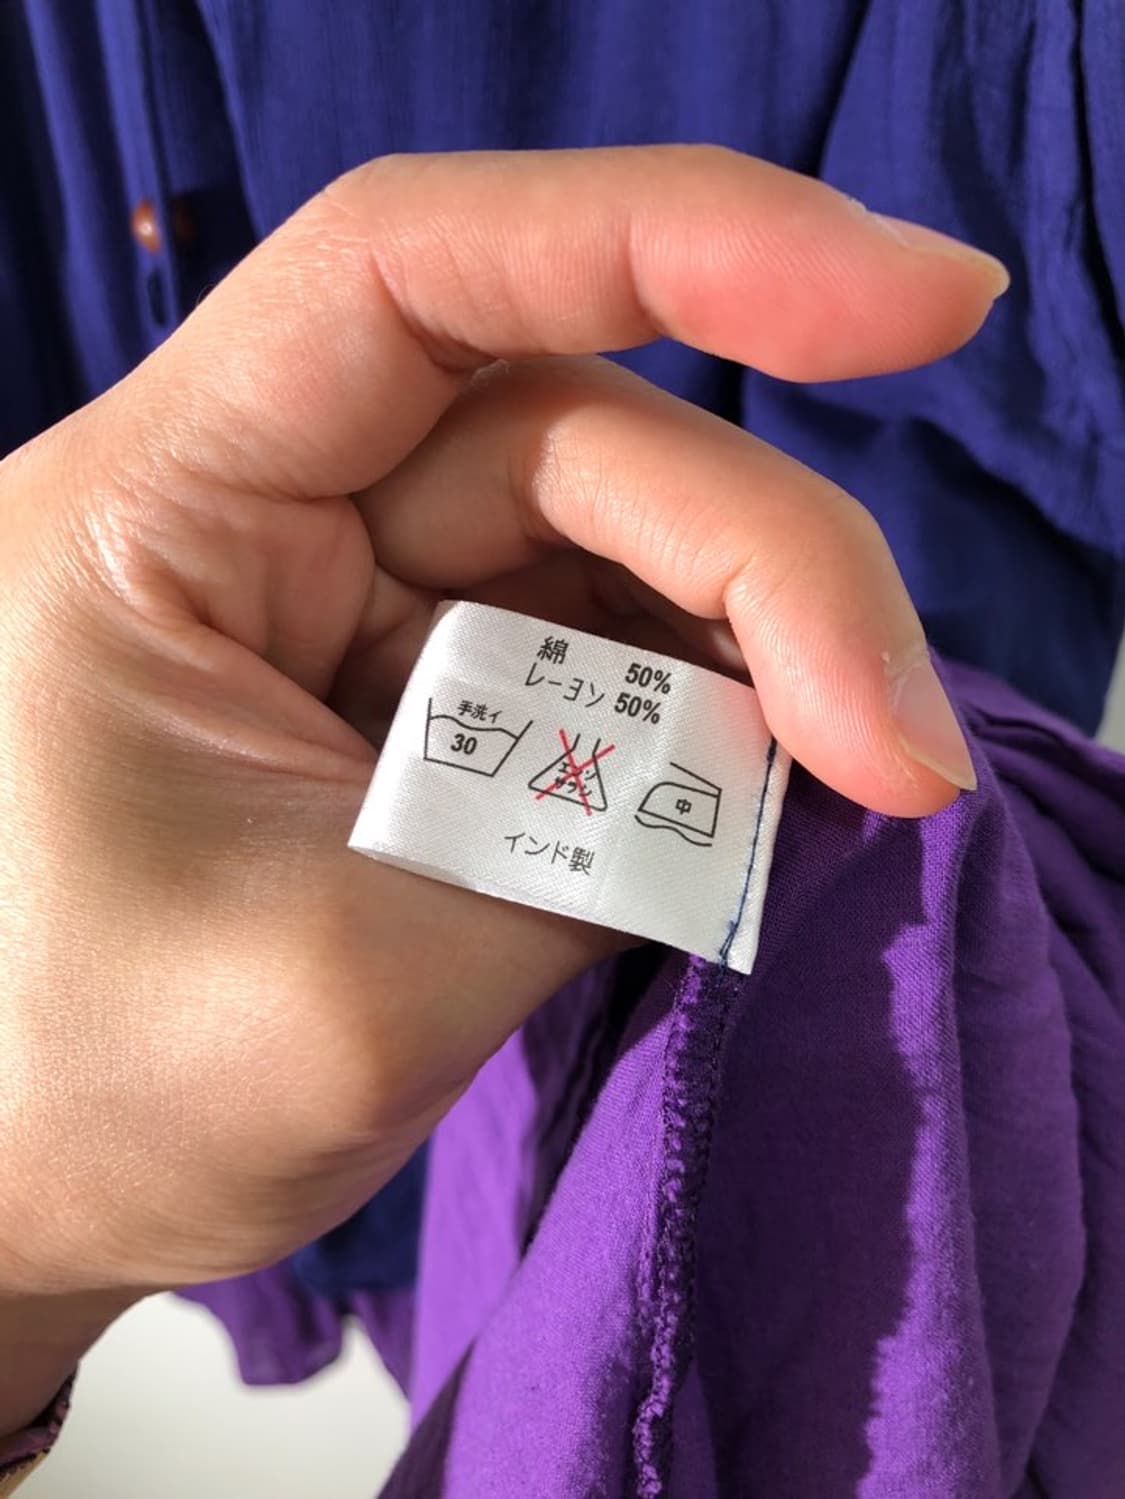 綿 50%
レーヨン 50%
手洗イ
30
エンソ
サラシ
中
インド製